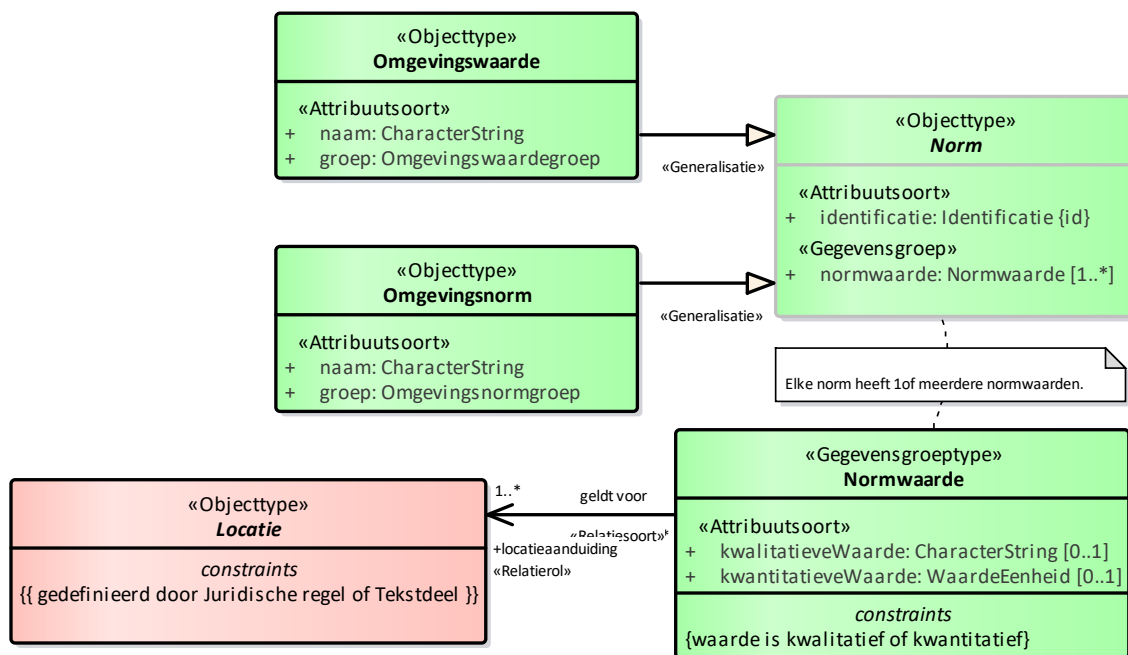 «Objecttype»
Omgevingswaarde
«Attribuutsoort»
+ naam: CharacterString
+ groep: Omgevingswaardegroep
«Generalisatie»
«Objecttype»
Norm
«Attribuutsoort»
+ identificatie: Identificatie {id}
«Gegevensgroep»
+ normwaarde: Normwaarde [1..*]
«Objecttype»
Omgevingsnorm
«Attribuutsoort»
+ naam: CharacterString
+ groep: Omgevingsnormgroep
«Generalisatie»
Elke norm heeft 1of meerdere normwaarden.
«Gegevensgroeptype»
Normwaarde
«Attribuutsoort»
+ kwalitatieveWaarde: CharacterString [0..1]
+ kwantitatieveWaarde: WaardeEenheid [0..1]
constraints
{waarde is kwalitatief of kwantitatief}
1..*
geldt voor
«Relatiesoort»*
+locatieaanduiding
«Relatierol»
«Objecttype»
Locatie
constraints
{{ gedefinieerd door Juridische regel of Tekstdeel }}